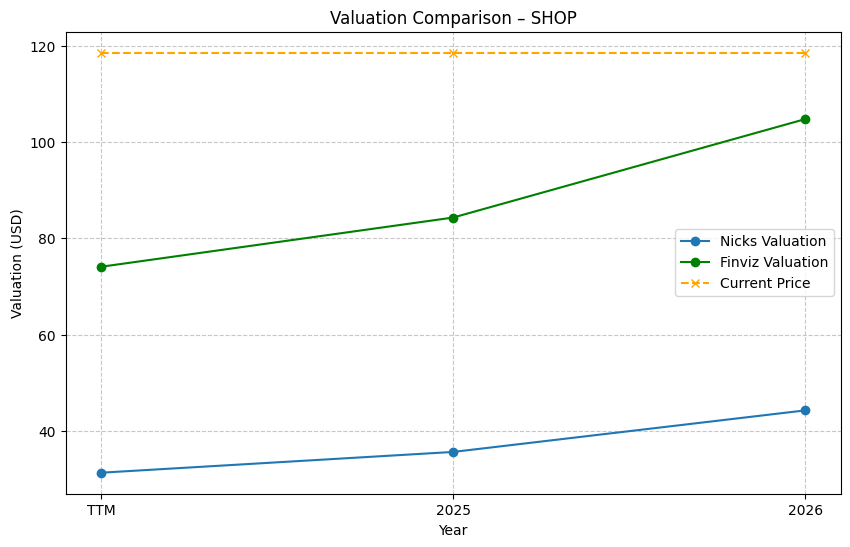 Valuation Comparison – SHOP
Valuation (USD)
120
100
80
60
40
Nicks Valuation
Finviz Valuation
Current Price
TTM
2025
2026
Year